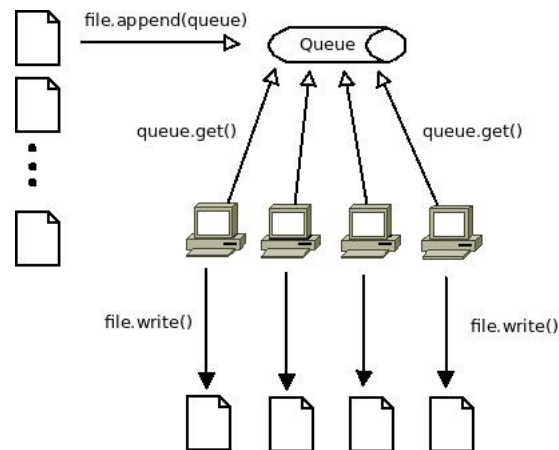 file.append(queue)
Queue
queue.get()
queue.get()
file.write()
file.write()